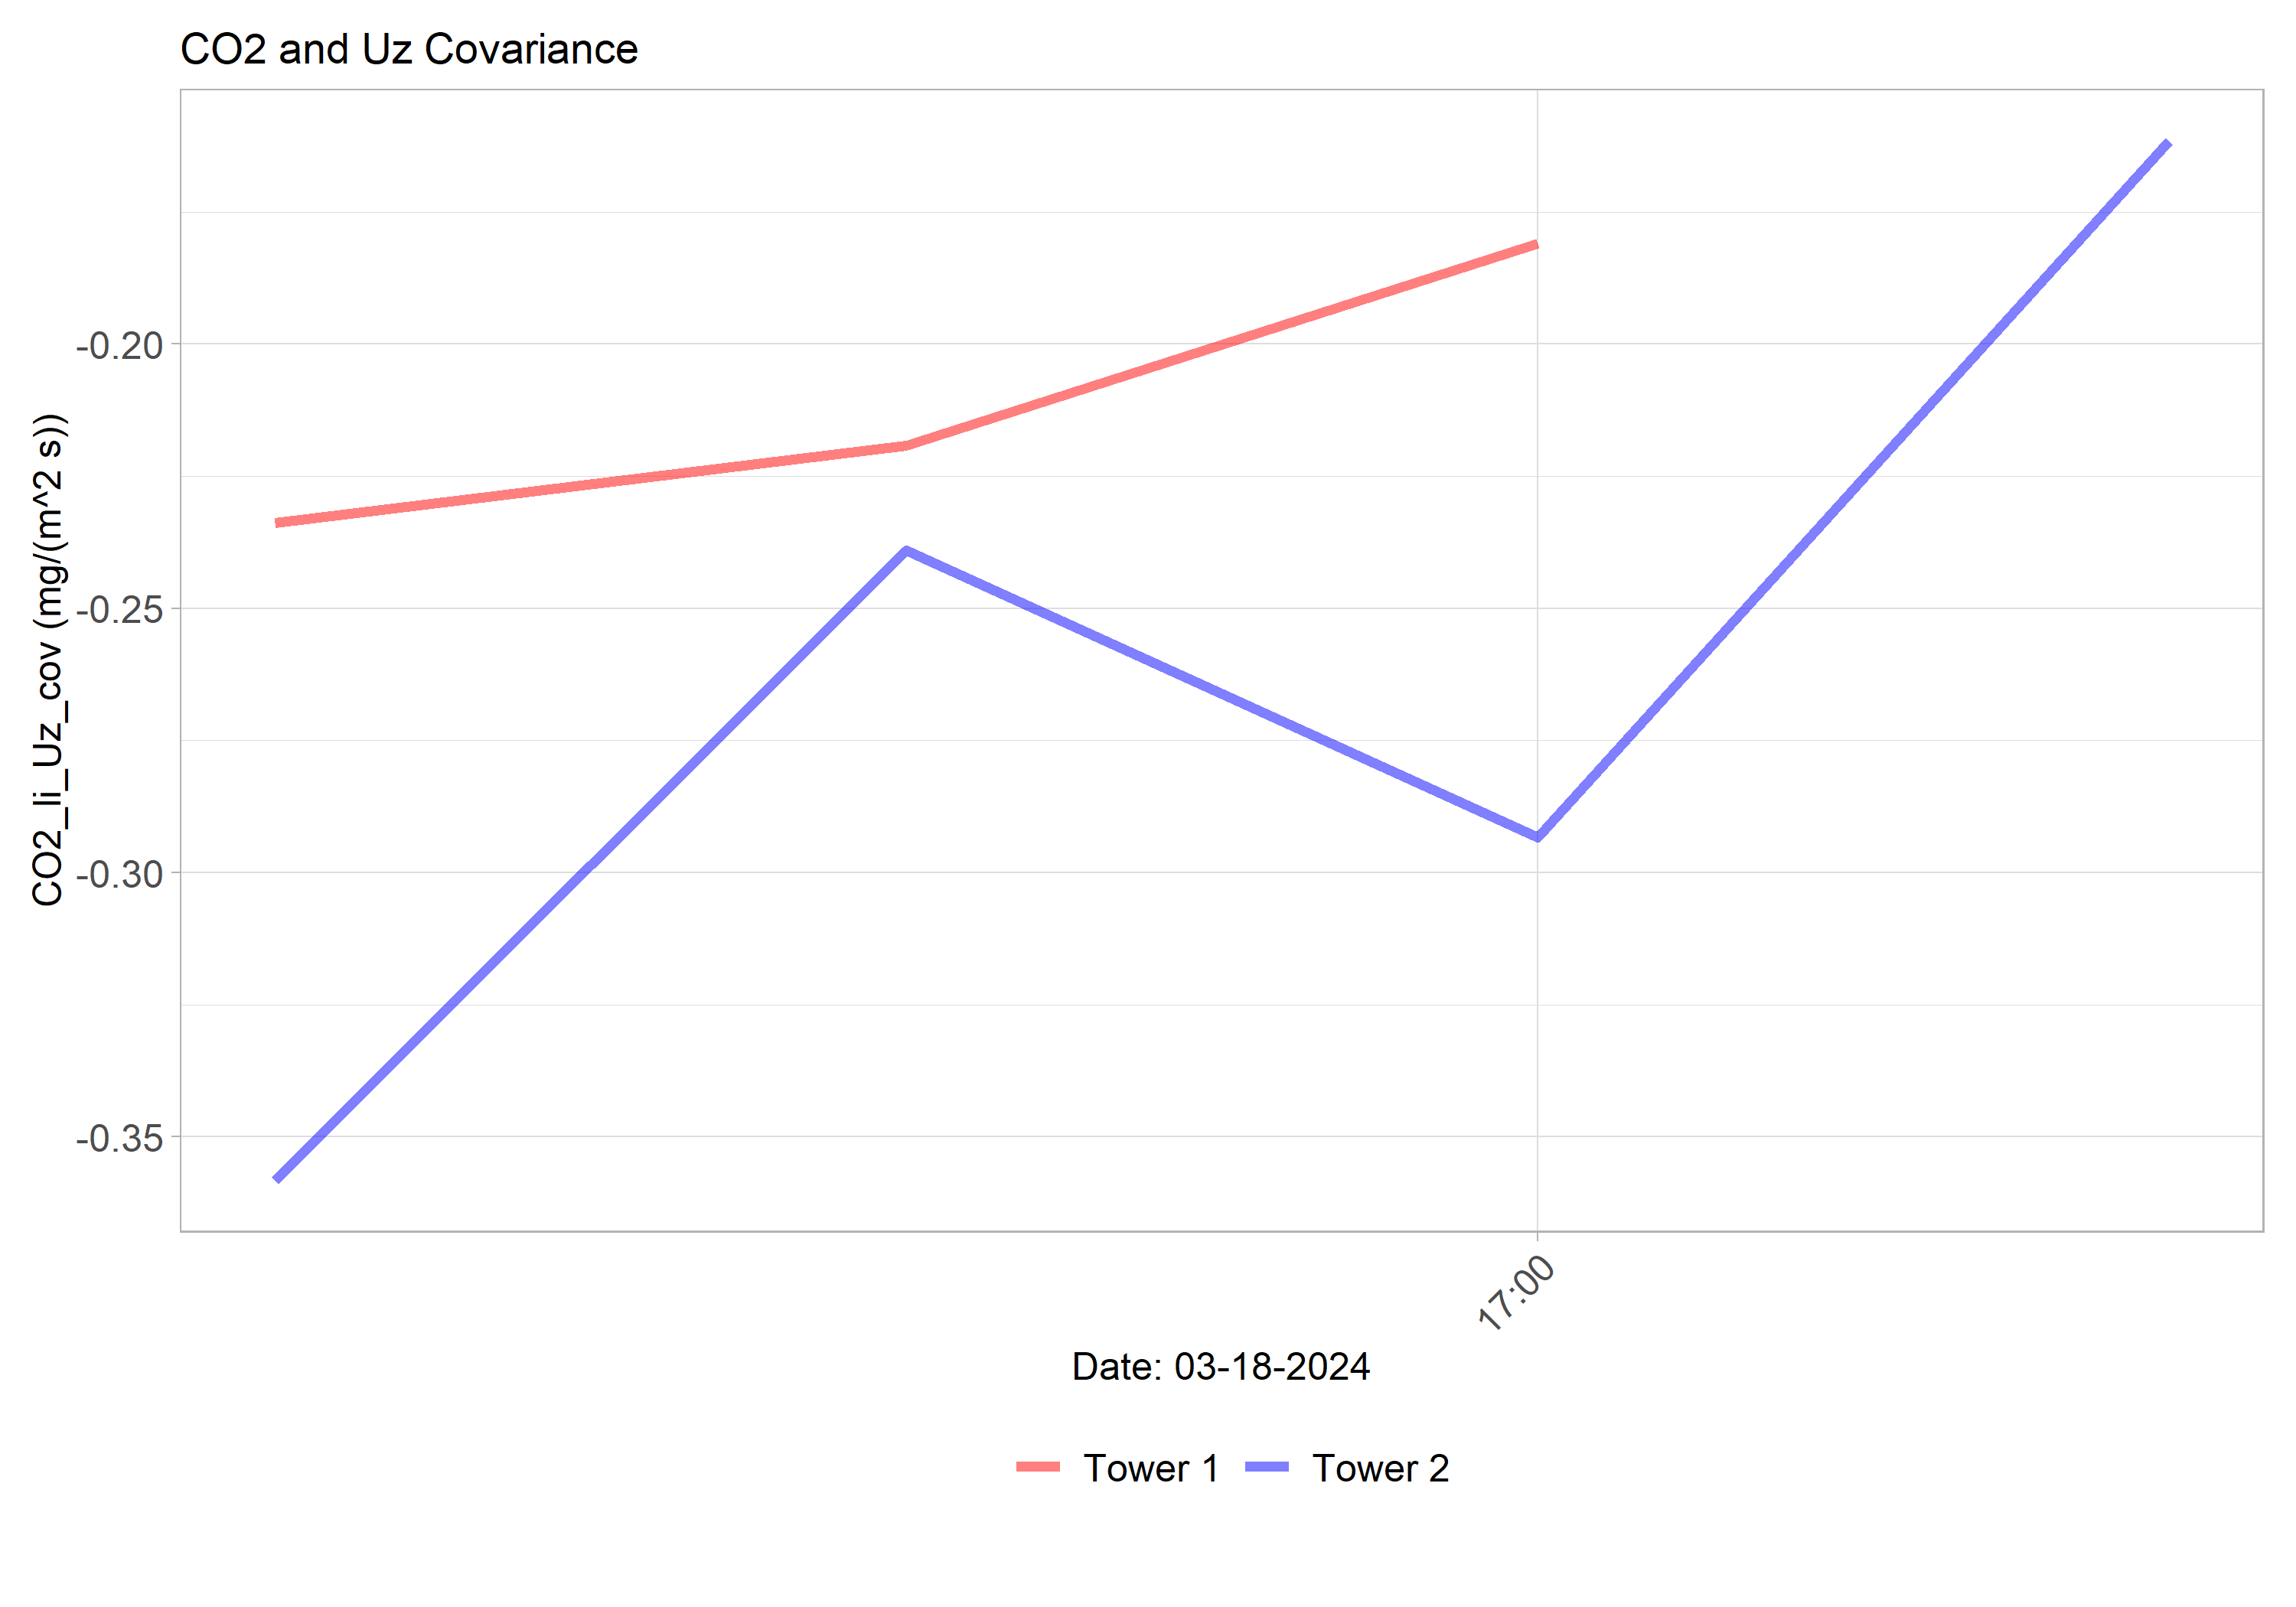 CO2 and Uz Covariance
CO2_li_Uz_cov (mg/(m^2 s))
-0.20
-0.25
-0.30
-0.35
17:00
Date: 03-18-2024
Tower 1 Tower 2